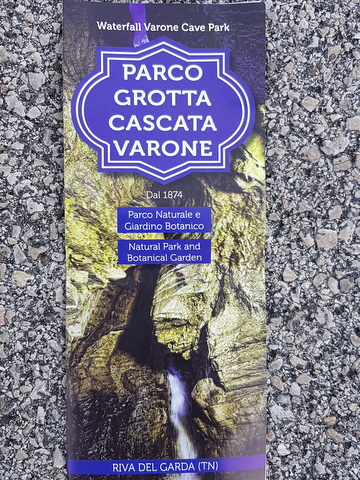 Waterfall Varone Cave Park
PARCO
GROTTA
CASCATA
VARONE
Dal 1874
Parco Naturale e
Giardino Botanico
Natural Park and
Botanical Garden
RIVA DEL GARDA (TN)